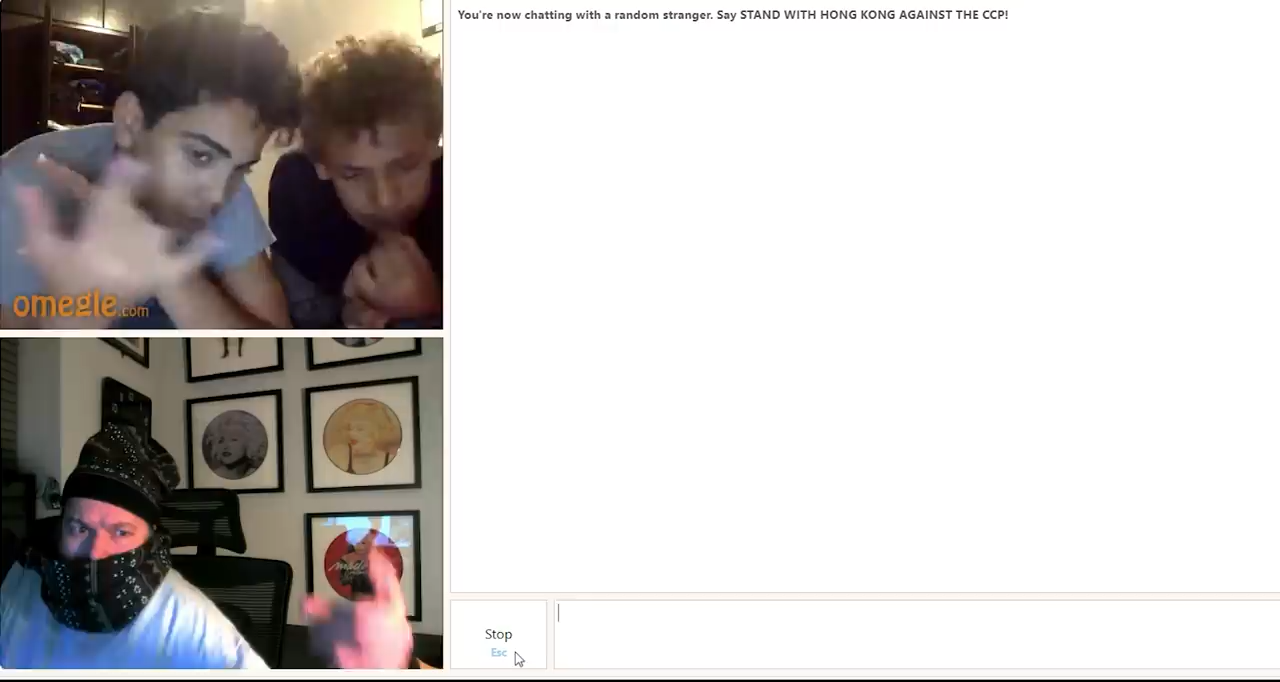 You're now chatting with a random stranger. Say STAND WITH HONG KONG AGAINST THE CCP!
omegle.com
Stop
Esc